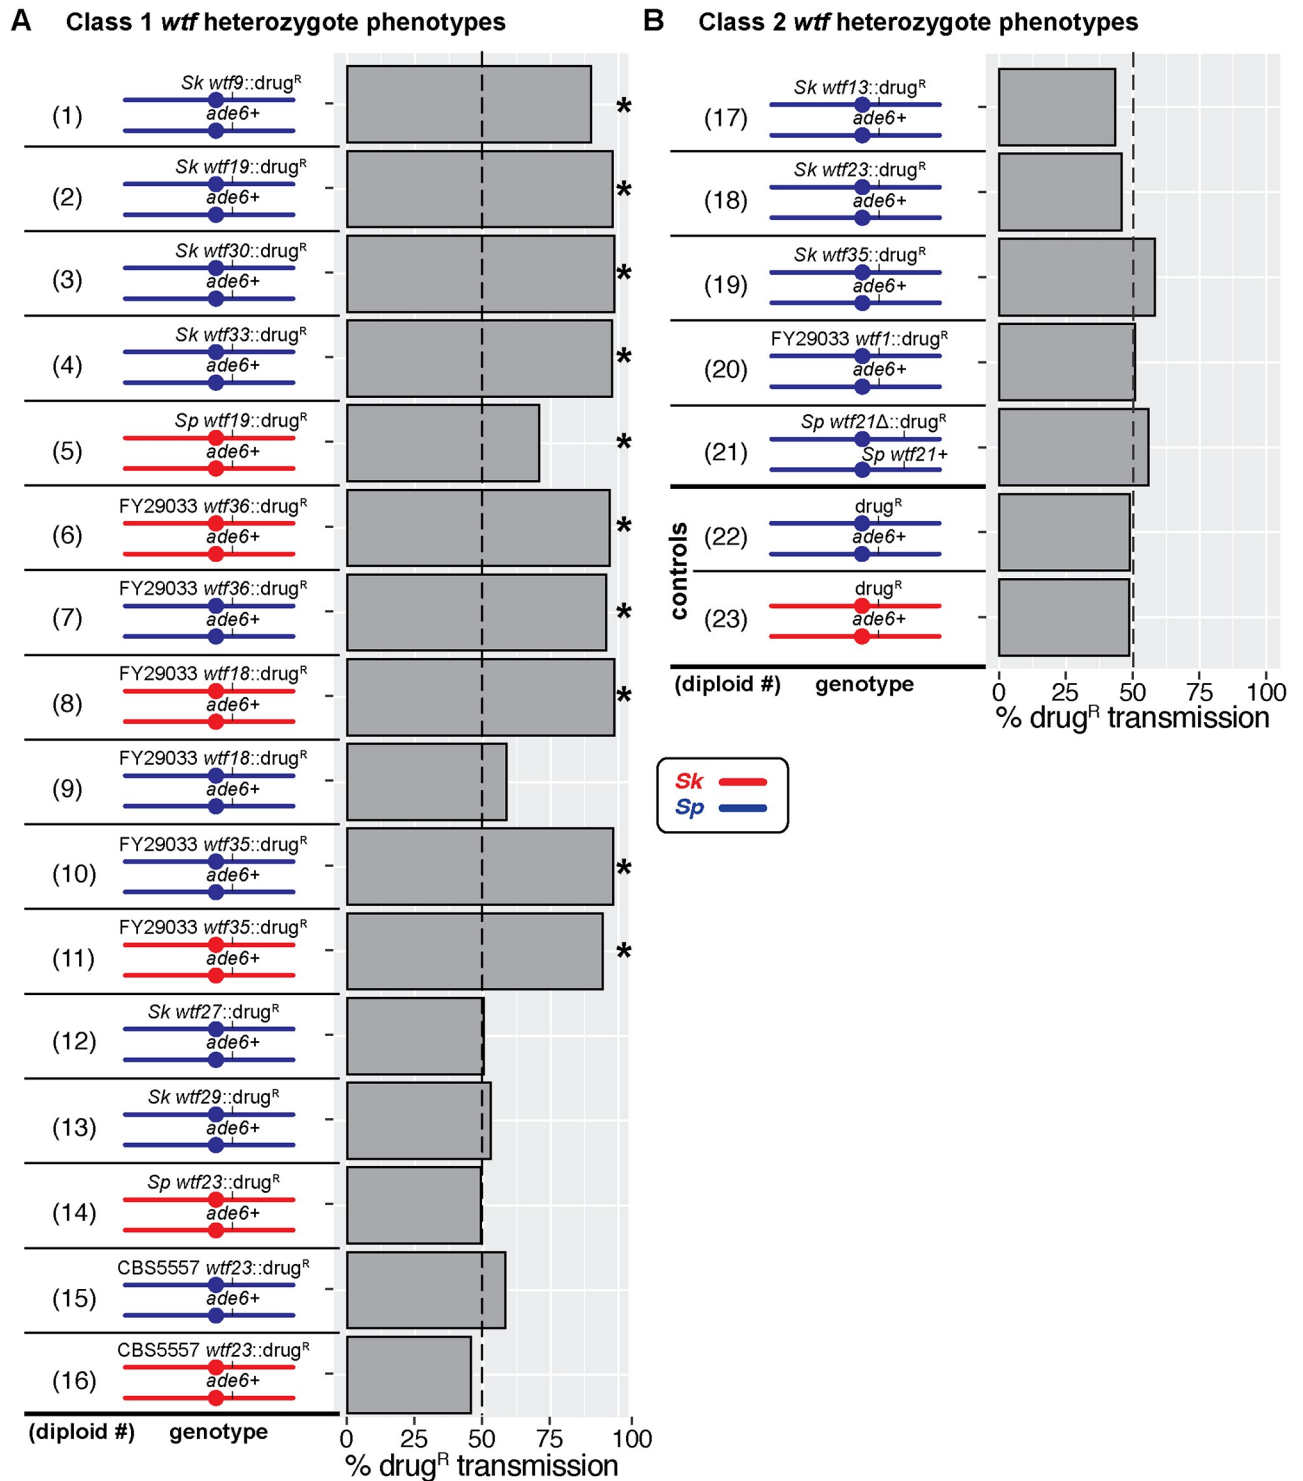 A Class 1 wtf heterozygote phenotypes
(1)
Sk wtf9::drugR
ade6+
*
(2)
Sk wtf19::drugR
ade6+
*
(3)
Sk wtf30::drugR
ade6+
*
(4)
Sk wtf33::drugR
ade6+
*
(5)
Sp wtf19::drugR
ade6+
*
(6)
FY29033 wtf36::drugR
ade6+
*
(7)
FY29033 wtf36::drugR
ade6+
*
(8)
FY29033 wtf18::drugR
ade6+
*
(9)
FY29033 wtf18::drugR
ade6+
(10)
FY29033 wtf35::drugR
ade6+
*
(11)
FY29033 wtf35::drugR
ade6+
*
(12)
Sk wtf27::drugR
ade6+
(13)
Sk wtf29::drugR
ade6+
(14)
Sp wtf23::drugR
ade6+
(15)
CBS5557 wtf23::drugR
ade6+
(16)
CBS5557 wtf23::drugR
ade6+
(diploid #) genotype
0 25 50 75 100
% drugR transmission
B Class 2 wtf heterozygote phenotypes
(17)
Sk wtf13::drugR
ade6+
(18)
Sk wtf23::drugR
ade6+
(19)
Sk wtf35::drugR
ade6+
(20)
FY29033 wtf1::drugR
ade6+
(21)
Sp wtf21Δ::drugR
Sp wtf21+
controls
(22)
drugR
ade6+
(23)
drugR
ade6+
(diploid #) genotype
0 25 50 75 100
% drugR transmission
Sk
Sp